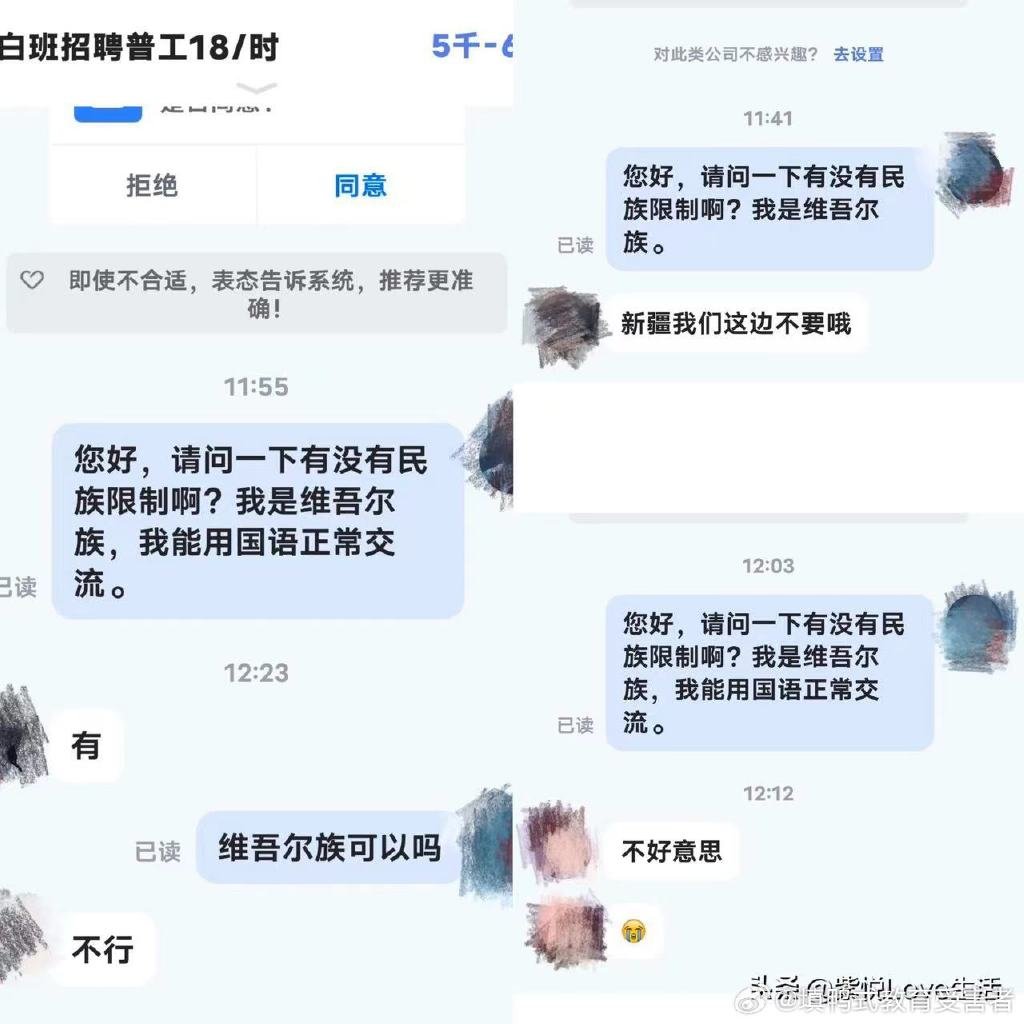 白班招聘普工18/时
5千-6
拒绝
同意
即使不合适，表态告诉系统，推荐更准
确！
11:55
您好，请问一下有没有民
族限制啊？我是维吾尔
族，我能用国语正常交
流。
已读
12:23
有
已读
维吾尔族可以吗
不行
对此类公司不感兴趣？ 去设置
11:41
您好，请问一下有没有民
族限制啊？我是维吾尔
族。
已读
新疆我们这边不要哦
12:03
您好，请问一下有没有民
族限制啊？我是维吾尔
族，我能用国语正常交
流。
已读
12:12
不好意思
😭
头条 @紫悦Love生活
@填鸭式教育受害者